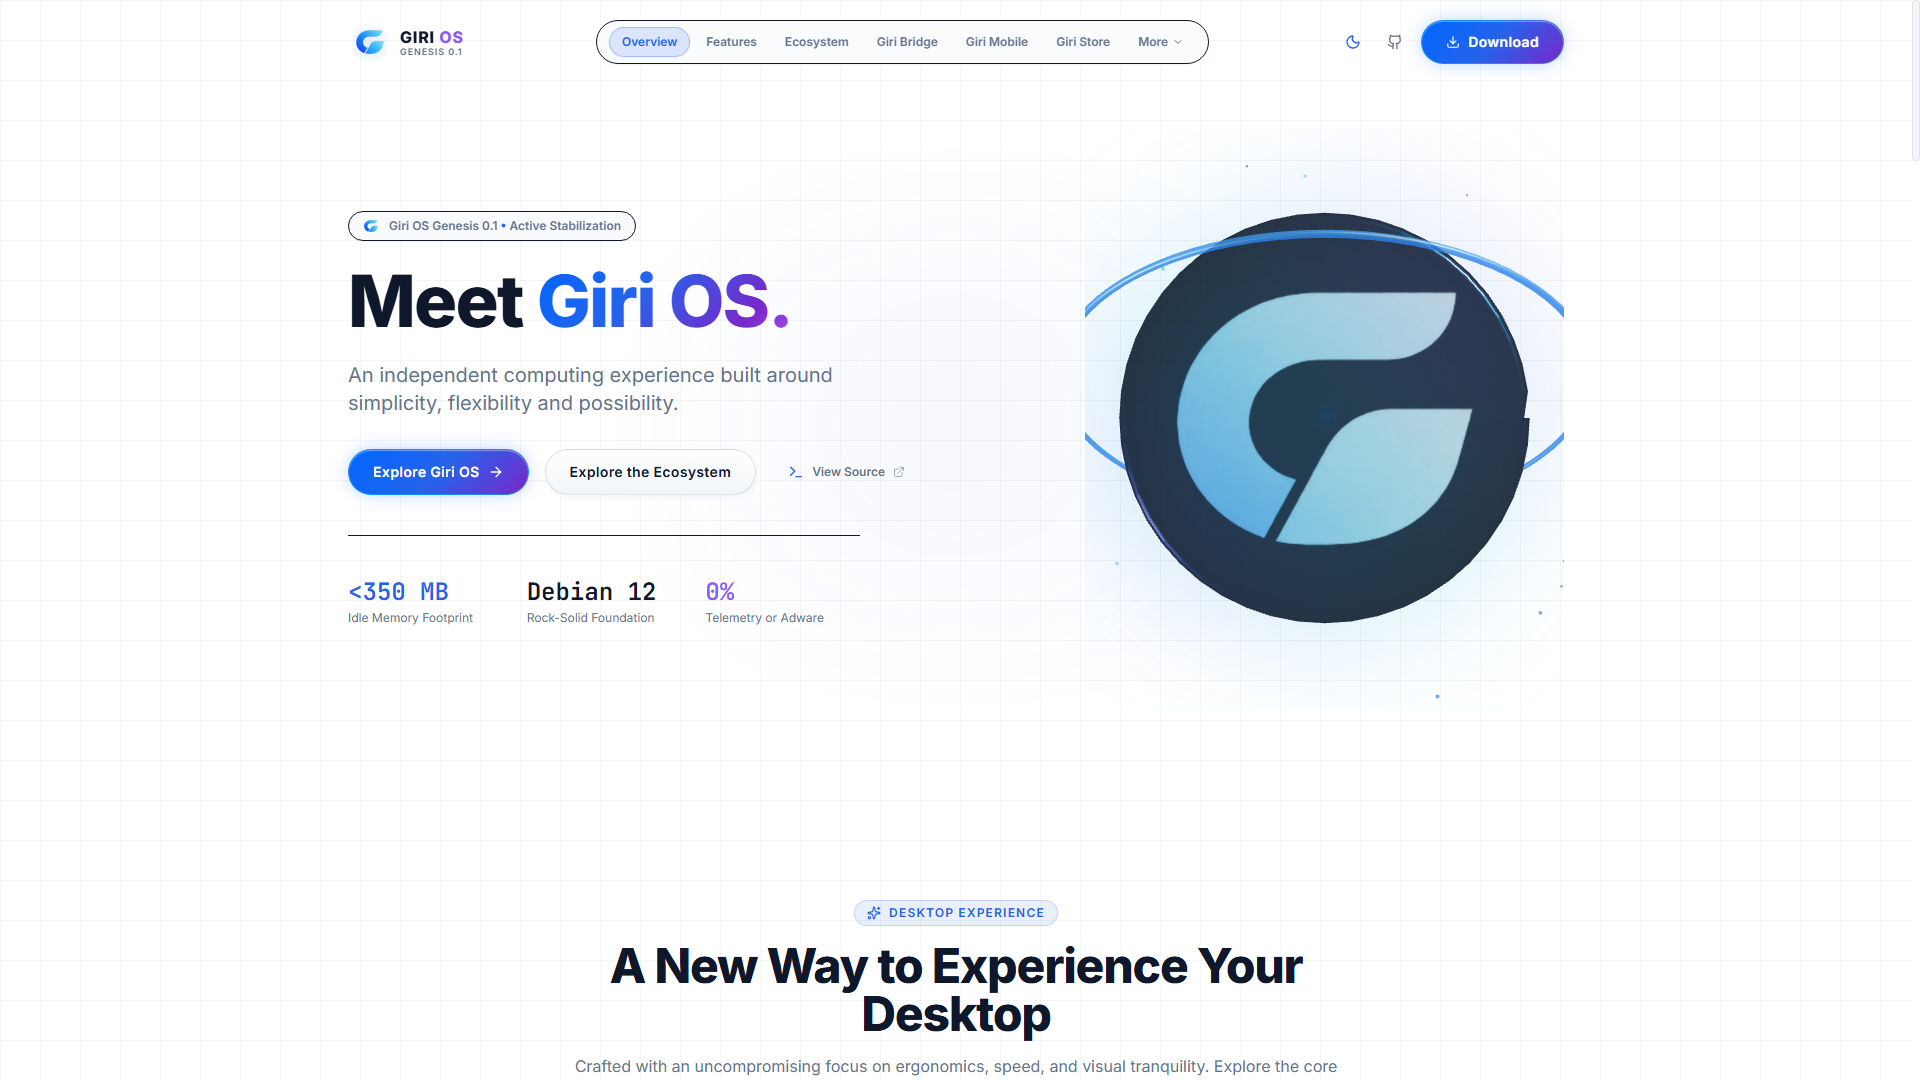 GIRI OS
GENESIS 0.1
Overview
Features
Ecosystem
Giri Bridge
Giri Mobile
Giri Store
More
Download
Giri OS Genesis 0.1 • Active Stabilization
Meet Giri OS.
An independent computing experience built around
simplicity, flexibility and possibility.
Explore Giri OS
Explore the Ecosystem
View Source
<350 MB
Idle Memory Footprint
Debian 12
Rock-Solid Foundation
0%
Telemetry or Adware
DESKTOP EXPERIENCE
A New Way to Experience Your
Desktop
Crafted with an uncompromising focus on ergonomics, speed, and visual tranquility. Explore the core